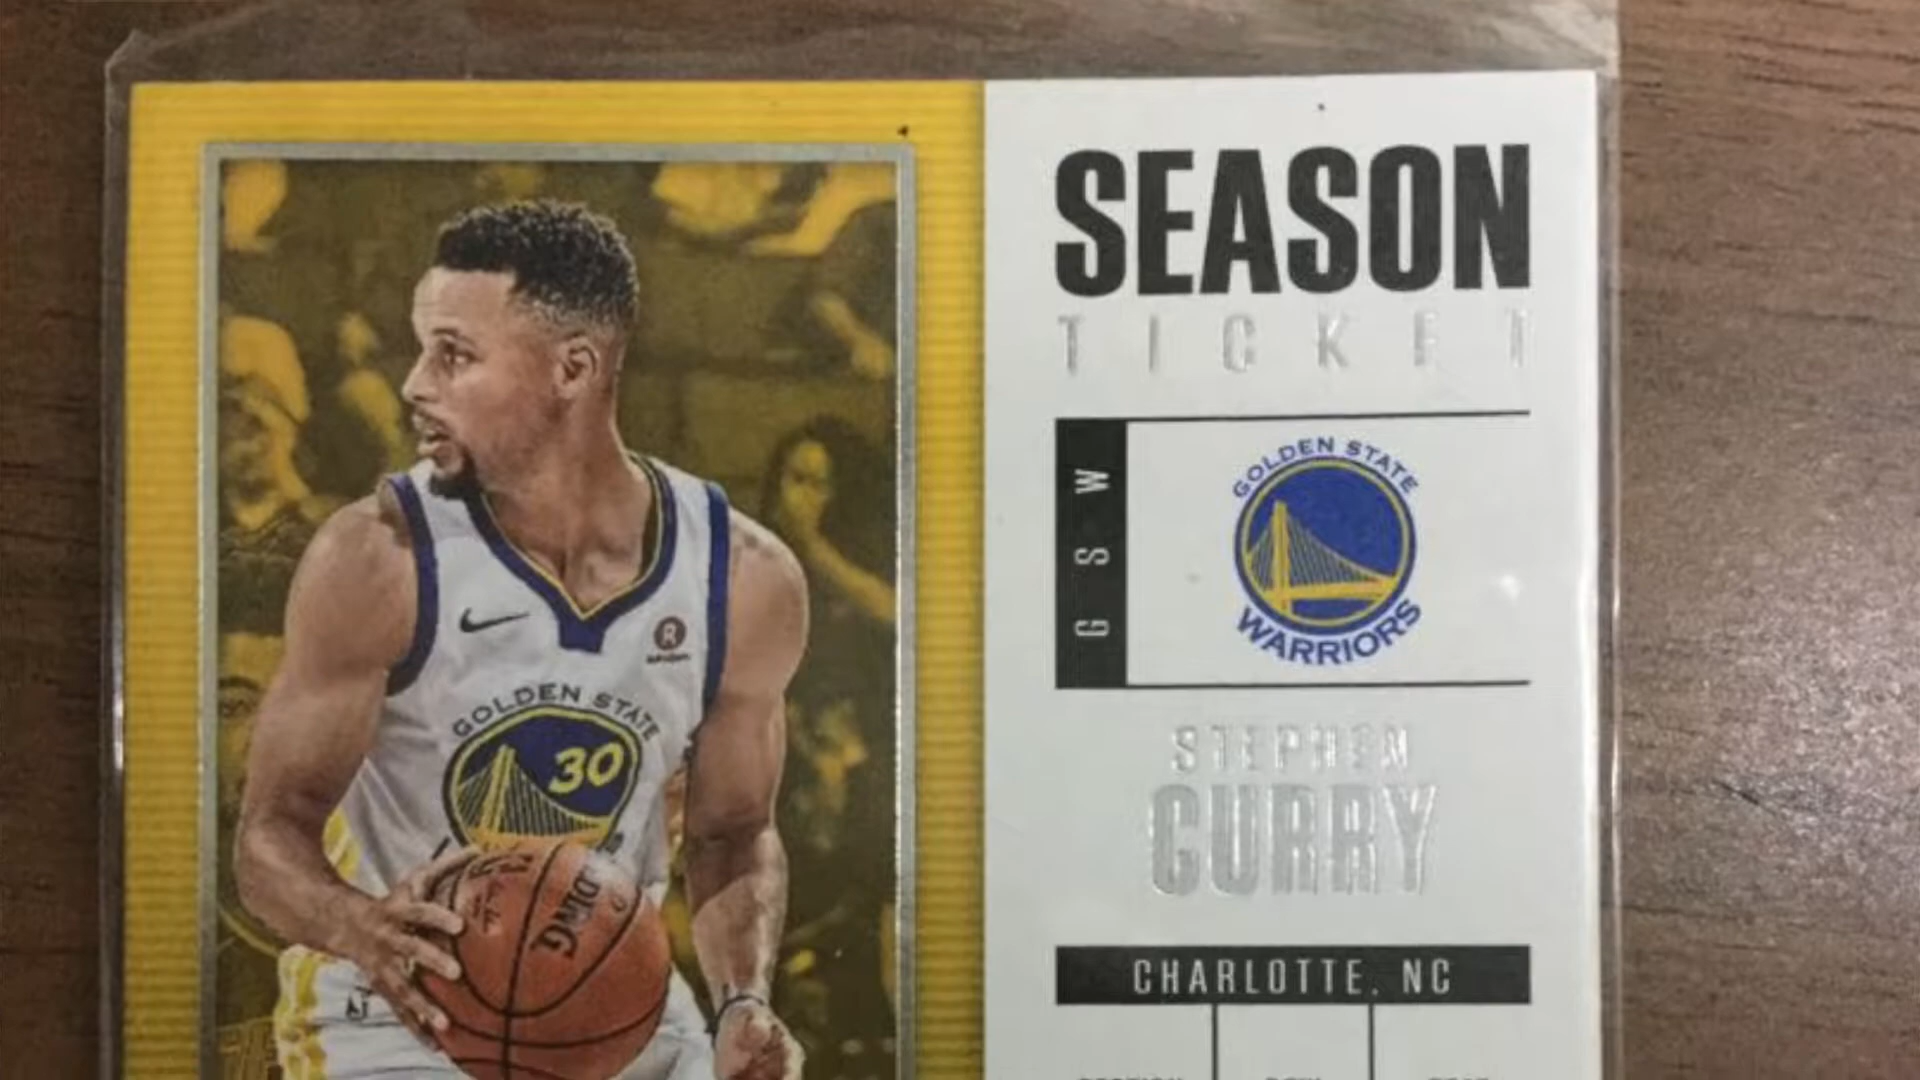 SEASON
TICKET
GSW
GOLDEN STATE
WARRIORS
STEPHEN
CURRY
CHARLOTTE, NC
R
GOLDEN STATE
30